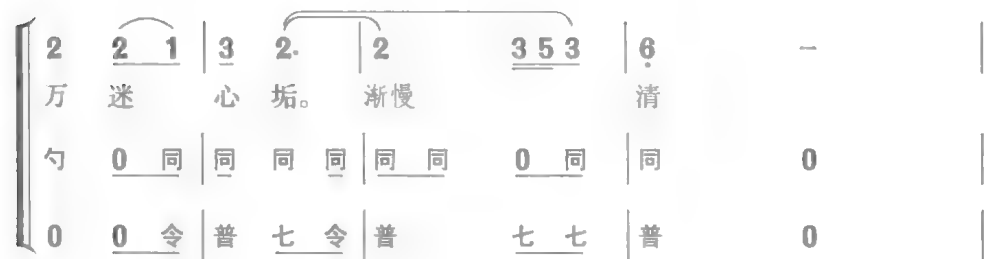 2 2 1 | 3 2. | 2 3 5 3 | 6 - |
万 迷 心 垢。 渐慢 清
勺 0 同 | 同 同 同 | 同 同 0 同 | 同 0 |
0 0 令 | 普 七 令 | 普 七 七 | 普 0 |